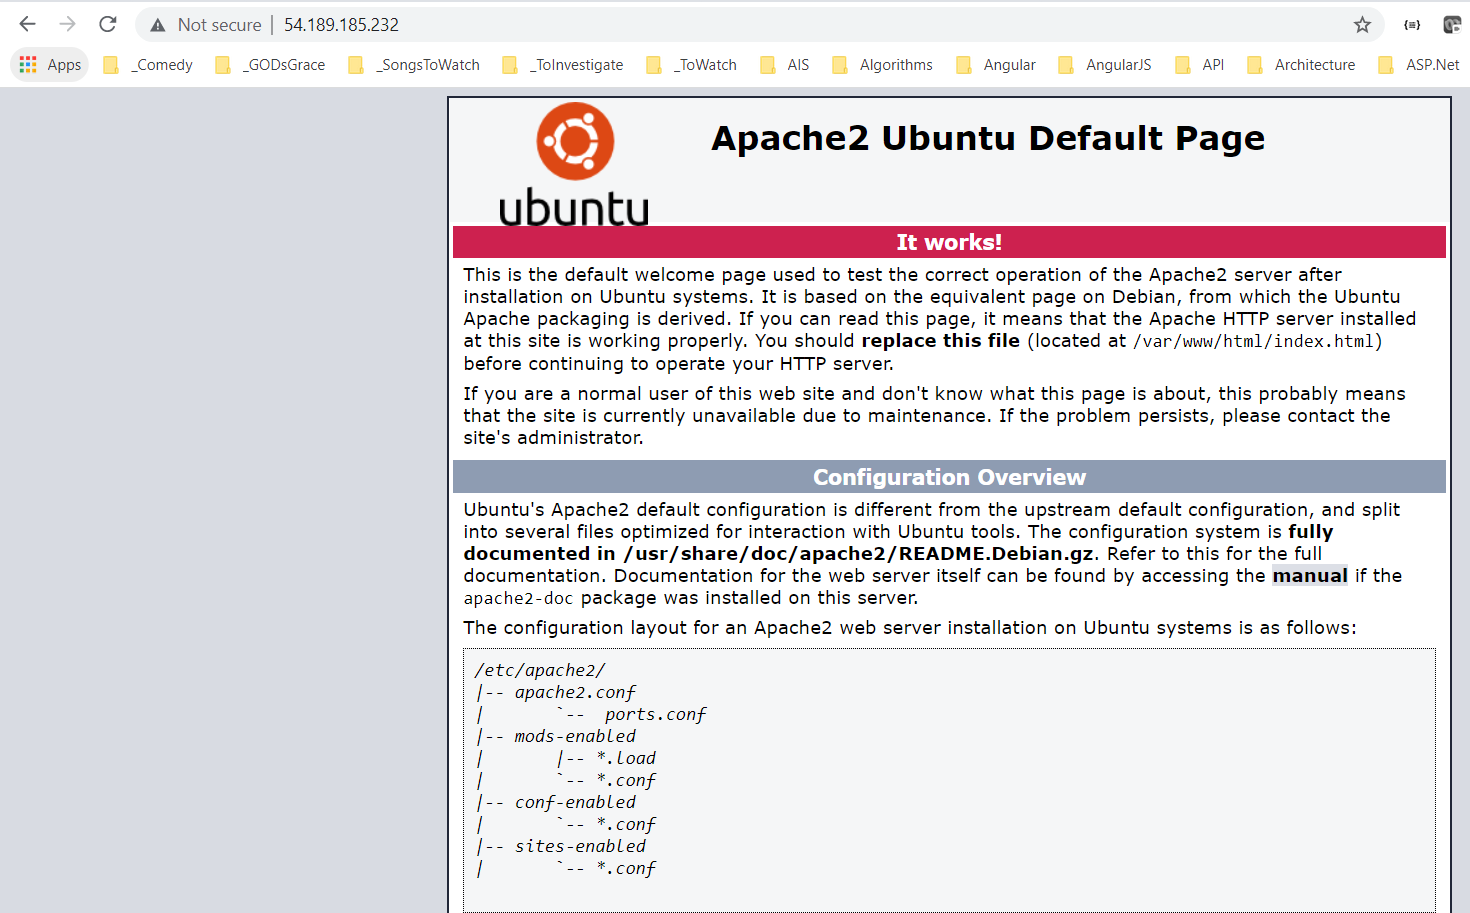 Not secure | 54.189.185.232
Apps _Comedy _GODsGrace _SongsToWatch _ToInvestigate _ToWatch AIS Algorithms Angular AngularJS API Architecture ASP.Net
Apache2 Ubuntu Default Page
ubuntu
It works!
This is the default welcome page used to test the correct operation of the Apache2 server after
installation on Ubuntu systems. It is based on the equivalent page on Debian, from which the Ubuntu
Apache packaging is derived. If you can read this page, it means that the Apache HTTP server installed
at this site is working properly. You should replace this file (located at /var/www/html/index.html)
before continuing to operate your HTTP server.
If you are a normal user of this web site and don't know what this page is about, this probably means
that the site is currently unavailable due to maintenance. If the problem persists, please contact the
site's administrator.
Configuration Overview
Ubuntu's Apache2 default configuration is different from the upstream default configuration, and split
into several files optimized for interaction with Ubuntu tools. The configuration system is fully
documented in /usr/share/doc/apache2/README.Debian.gz. Refer to this for the full
documentation. Documentation for the web server itself can be found by accessing the manual if the
apache2-doc package was installed on this server.
The configuration layout for an Apache2 web server installation on Ubuntu systems is as follows:
/etc/apache2/
|-- apache2.conf
|       `--  ports.conf
|-- mods-enabled
|       |-- *.load
|       `-- *.conf
|-- conf-enabled
|       `-- *.conf
|-- sites-enabled
|       `-- *.conf